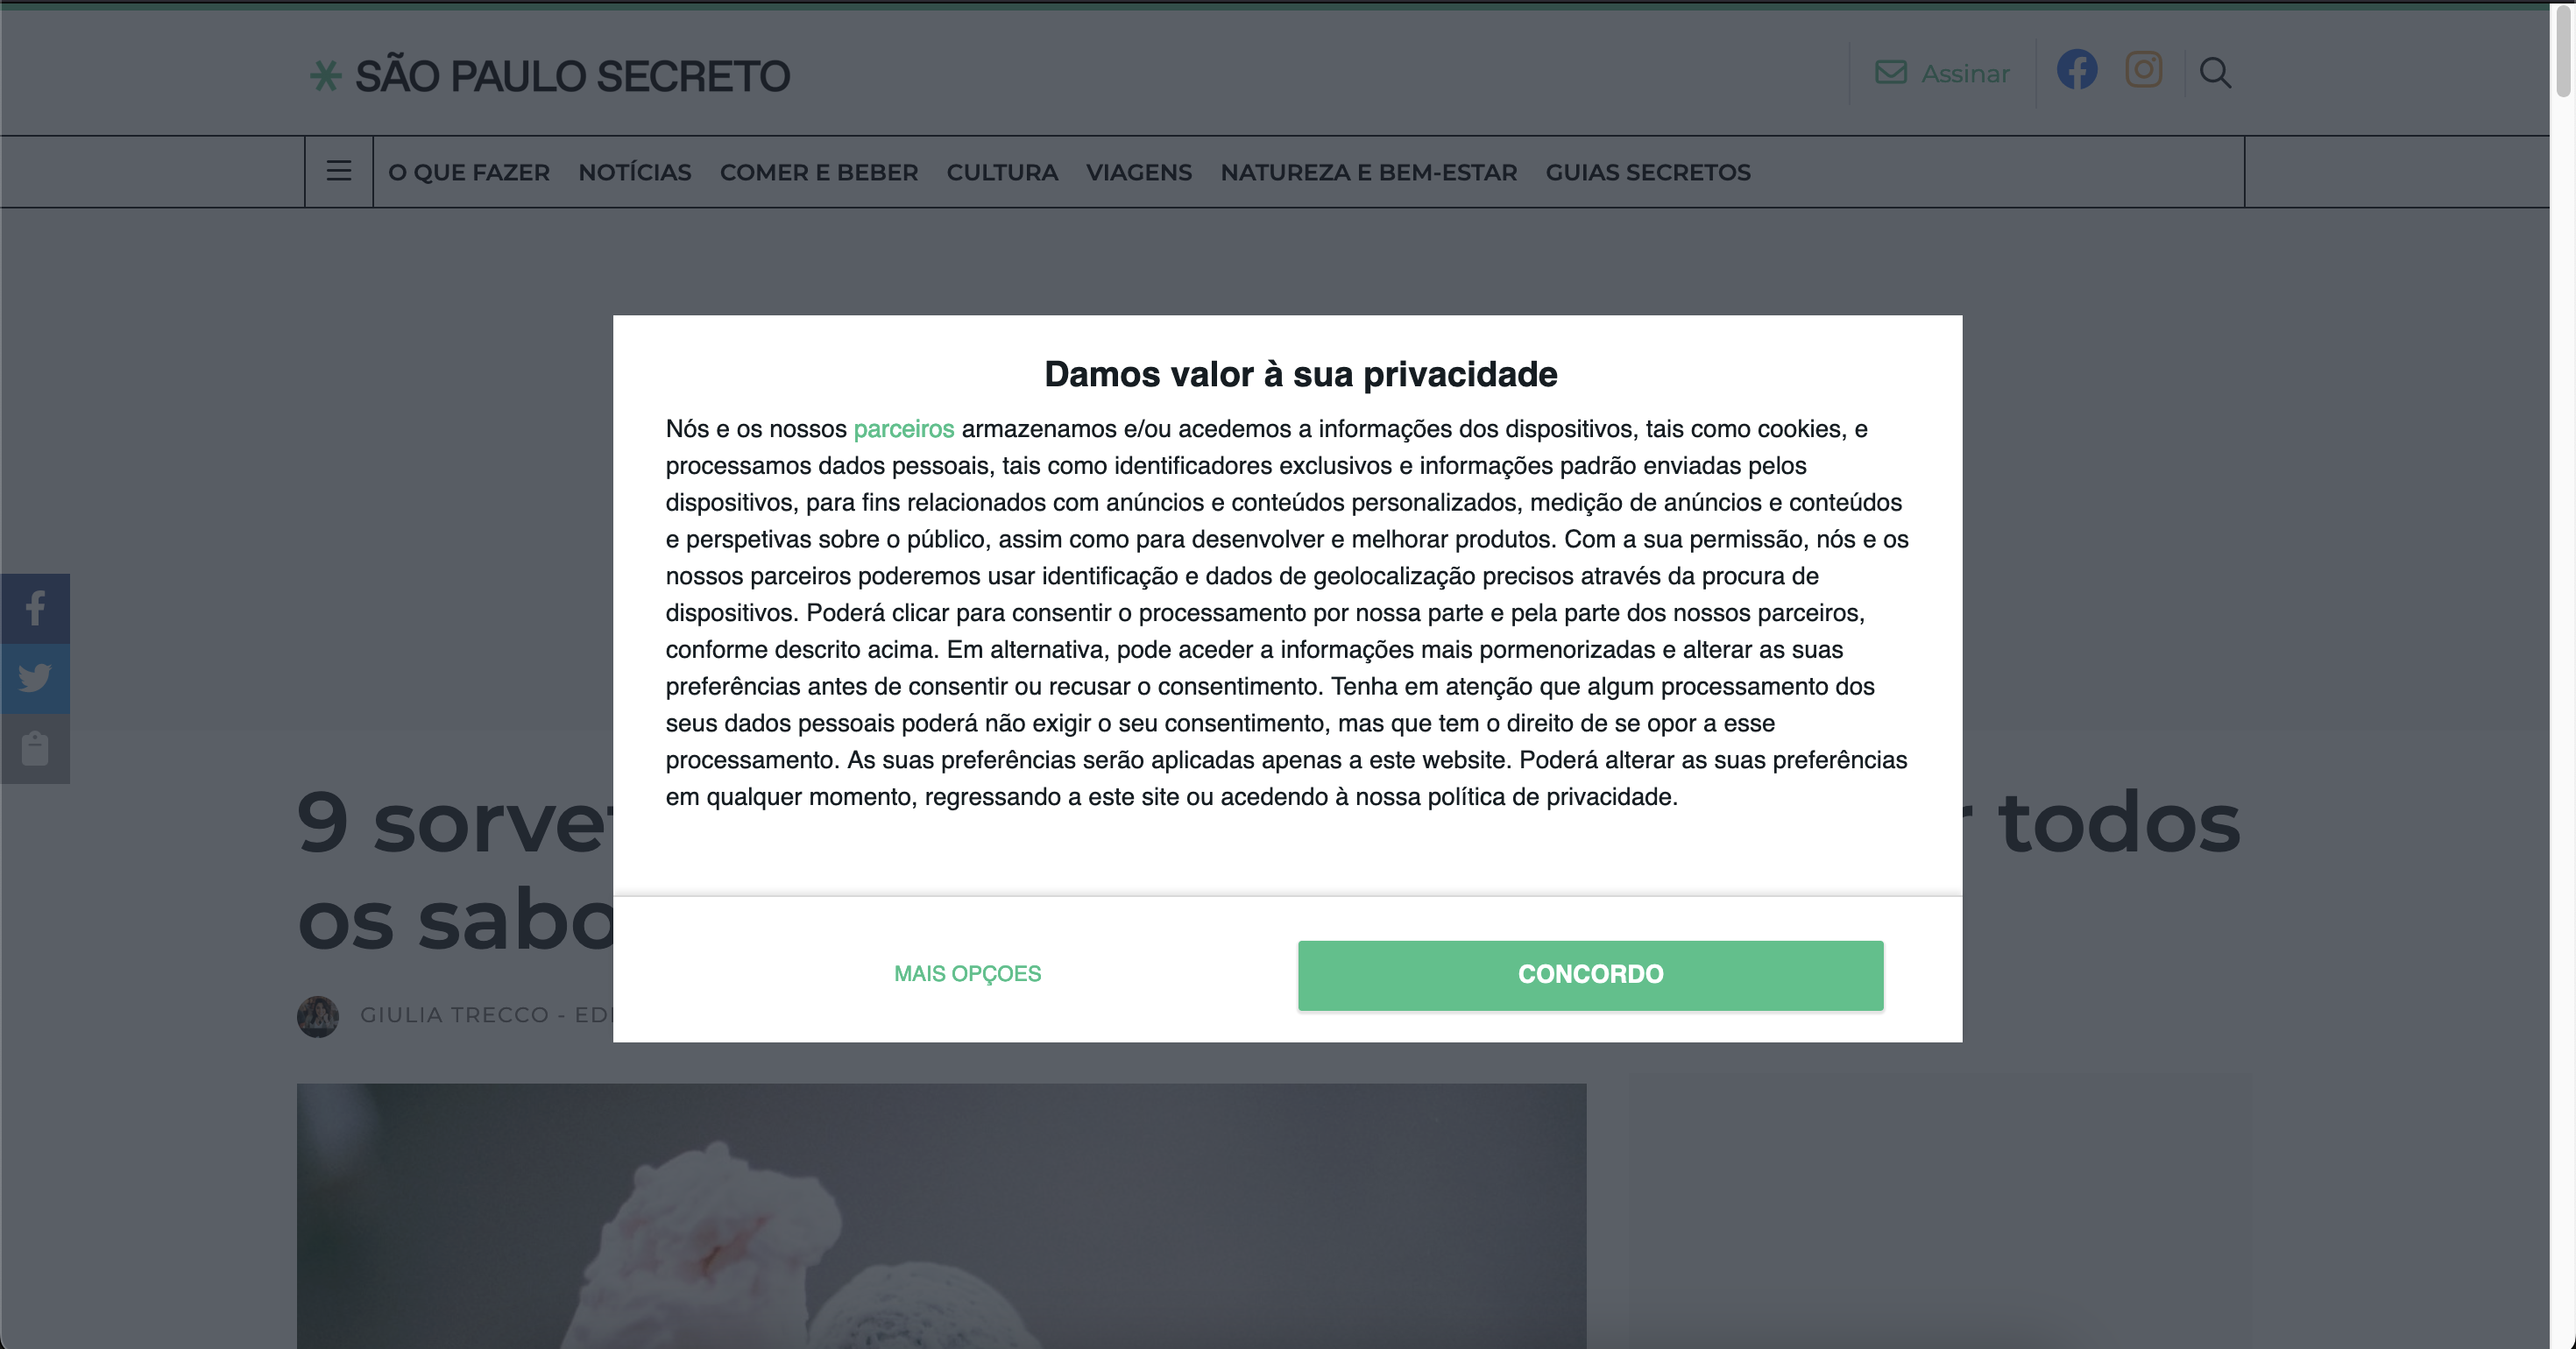 SÃO PAULO SECRETO
Assinar
O QUE FAZER NOTÍCIAS COMER E BEBER CULTURA VIAGENS NATUREZA E BEM-ESTAR GUIAS SECRETOS
Damos valor à sua privacidade
Nós e os nossos parceiros armazenamos e/ou acedemos a informações dos dispositivos, tais como cookies, e
processamos dados pessoais, tais como identificadores exclusivos e informações padrão enviadas pelos
dispositivos, para fins relacionados com anúncios e conteúdos personalizados, medição de anúncios e conteúdos
e perspetivas sobre o público, assim como para desenvolver e melhorar produtos. Com a sua permissão, nós e os
nossos parceiros poderemos usar identificação e dados de geolocalização precisos através da procura de
dispositivos. Poderá clicar para consentir o processamento por nossa parte e pela parte dos nossos parceiros,
conforme descrito acima. Em alternativa, pode aceder a informações mais pormenorizadas e alterar as suas
preferências antes de consentir ou recusar o consentimento. Tenha em atenção que algum processamento dos
seus dados pessoais poderá não exigir o seu consentimento, mas que tem o direito de se opor a esse
processamento. As suas preferências serão aplicadas apenas a este website. Poderá alterar as suas preferências
em qualquer momento, regressando a este site ou acedendo à nossa política de privacidade.
MAIS OPÇOES CONCORDO
9 todos
os
GIULIA TRECCO -